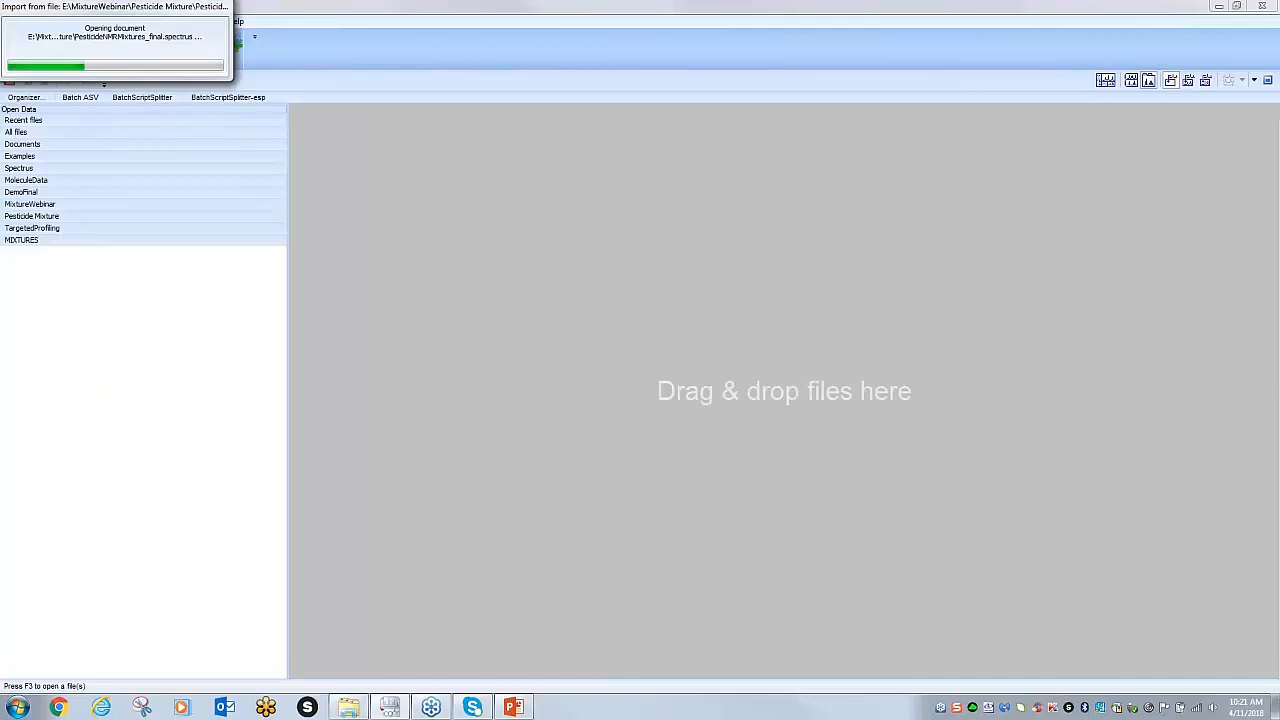 Import from file: E:\MixtureWebinar\Pesticide Mixture\Pesticid...
Opening document
E:\Mixt...ture\PesticideNMRMixtures_final.spectrus ...
elp
Organizer...
Batch ASV
BatchScriptSplitter
BatchScriptSplitter-esp
Open Data
Recent files
All files
Documents
Examples
Spectrus
MoleculeData
DemoFinal
MixtureWebinar
Pesticide Mixture
TargetedProfiling
MIXTURES
Drag & drop files here
Press F3 to open a file(s)
10:21 AM
4/11/2018